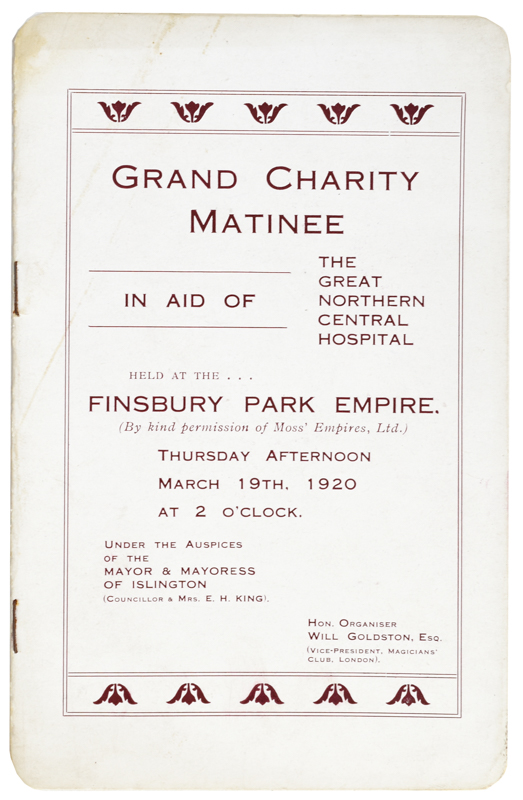 GRAND CHARITY
MATINEE
IN AID OF
THE
GREAT
NORTHERN
CENTRAL
HOSPITAL
HELD AT THE . . .
FINSBURY PARK EMPIRE.
(By kind permission of Moss' Empires, Ltd.)
THURSDAY AFTERNOON
MARCH 19TH, 1920
AT 2 O'CLOCK.
UNDER THE AUSPICES
OF THE
MAYOR & MAYORESS
OF ISLINGTON
(COUNCILLOR & MRS. E. H. KING).
HON. ORGANISER
WILL GOLDSTON, ESQ.
(VICE-PRESIDENT, MAGICIANS'
CLUB, LONDON).